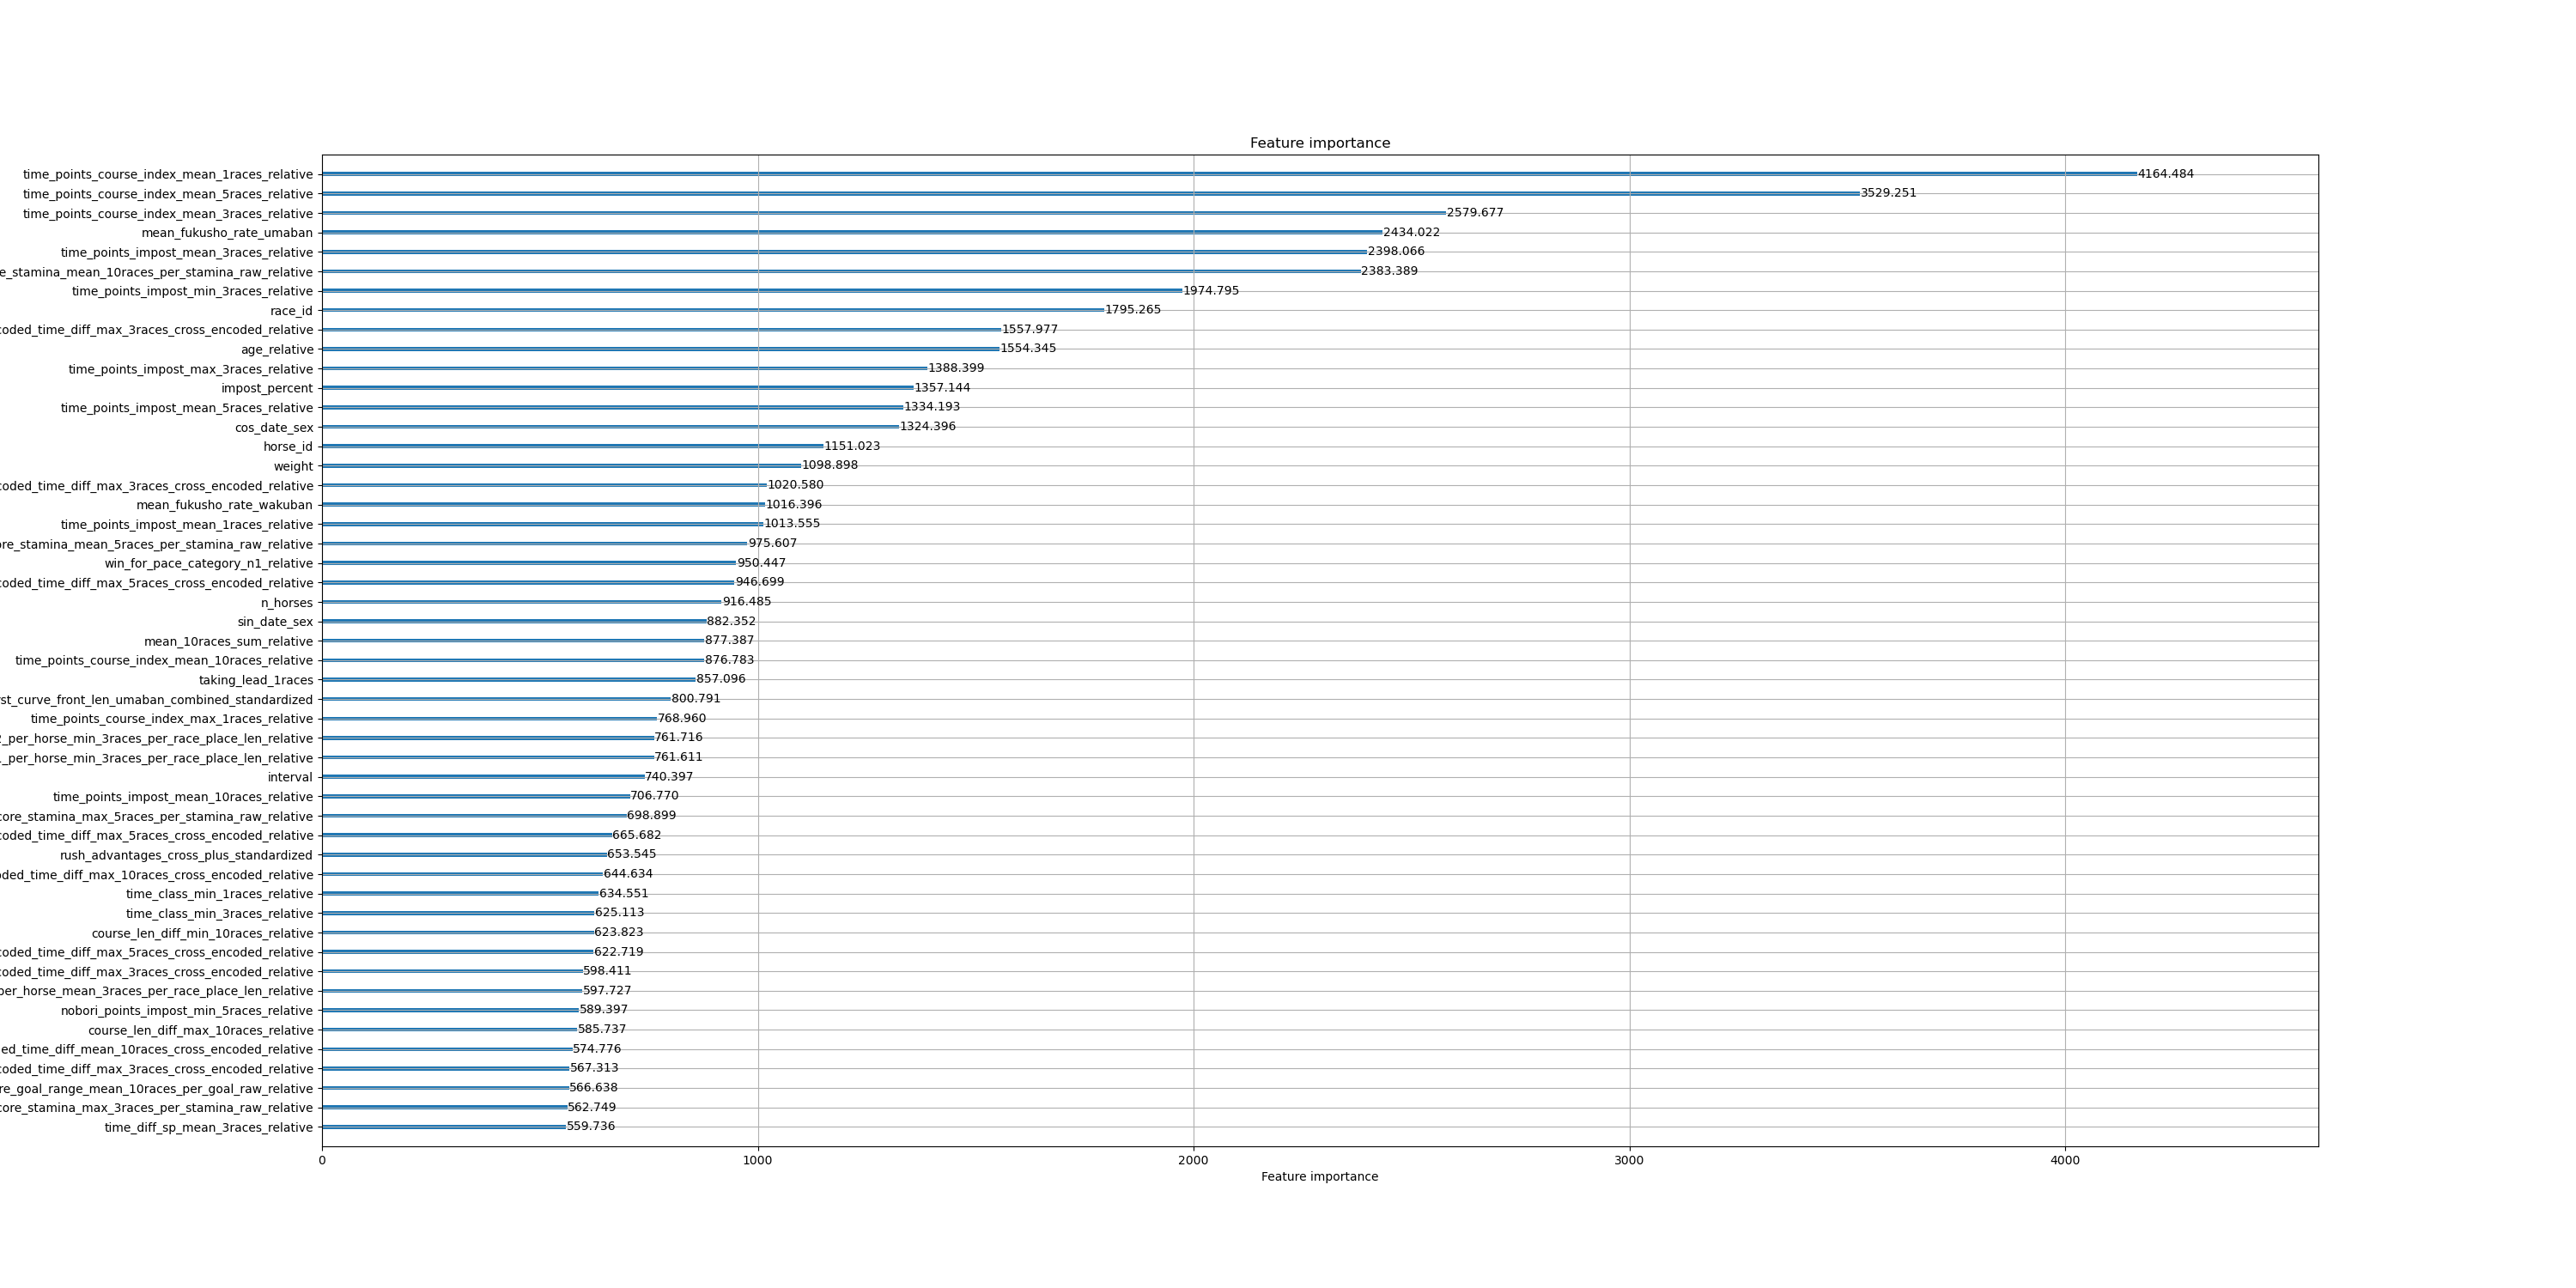 Feature importance
time_points_course_index_mean_1races_relative 4164.484
time_points_course_index_mean_5races_relative 3529.251
time_points_course_index_mean_3races_relative 2579.677
mean_fukusho_rate_umaban 2434.022
time_points_impost_mean_3races_relative 2398.066
e_stamina_mean_10races_per_stamina_raw_relative 2383.389
time_points_impost_min_3races_relative 1974.795
race_id 1795.265
coded_time_diff_max_3races_cross_encoded_relative 1557.977
age_relative 1554.345
time_points_impost_max_3races_relative 1388.399
impost_percent 1357.144
time_points_impost_mean_5races_relative 1334.193
cos_date_sex 1324.396
horse_id 1151.023
weight 1098.898
coded_time_diff_max_3races_cross_encoded_relative 1020.580
mean_fukusho_rate_wakuban 1016.396
time_points_impost_mean_1races_relative 1013.555
ore_stamina_mean_5races_per_stamina_raw_relative 975.607
win_for_pace_category_n1_relative 950.447
coded_time_diff_max_5races_cross_encoded_relative 946.699
n_horses 916.485
sin_date_sex 882.352
mean_10races_sum_relative 877.387
time_points_course_index_mean_10races_relative 876.783
taking_lead_1races 857.096
rst_curve_front_len_umaban_combined_standardized 800.791
time_points_course_index_max_1races_relative 768.960
2_per_horse_min_3races_per_race_place_len_relative 761.716
_per_horse_min_3races_per_race_place_len_relative 761.611
interval 740.397
time_points_impost_mean_10races_relative 706.770
core_stamina_max_5races_per_stamina_raw_relative 698.899
coded_time_diff_max_5races_cross_encoded_relative 665.682
rush_advantages_cross_plus_standardized 653.545
oded_time_diff_max_10races_cross_encoded_relative 644.634
time_class_min_1races_relative 634.551
time_class_min_3races_relative 625.113
course_len_diff_min_10races_relative 623.823
coded_time_diff_max_5races_cross_encoded_relative 622.719
coded_time_diff_max_3races_cross_encoded_relative 598.411
per_horse_mean_3races_per_race_place_len_relative 597.727
nobori_points_impost_min_5races_relative 589.397
course_len_diff_max_10races_relative 585.737
ed_time_diff_mean_10races_cross_encoded_relative 574.776
coded_time_diff_max_3races_cross_encoded_relative 567.313
re_goal_range_mean_10races_per_goal_raw_relative 566.638
core_stamina_max_3races_per_stamina_raw_relative 562.749
time_diff_sp_mean_3races_relative 559.736
0 1000 2000 3000 4000
Feature importance